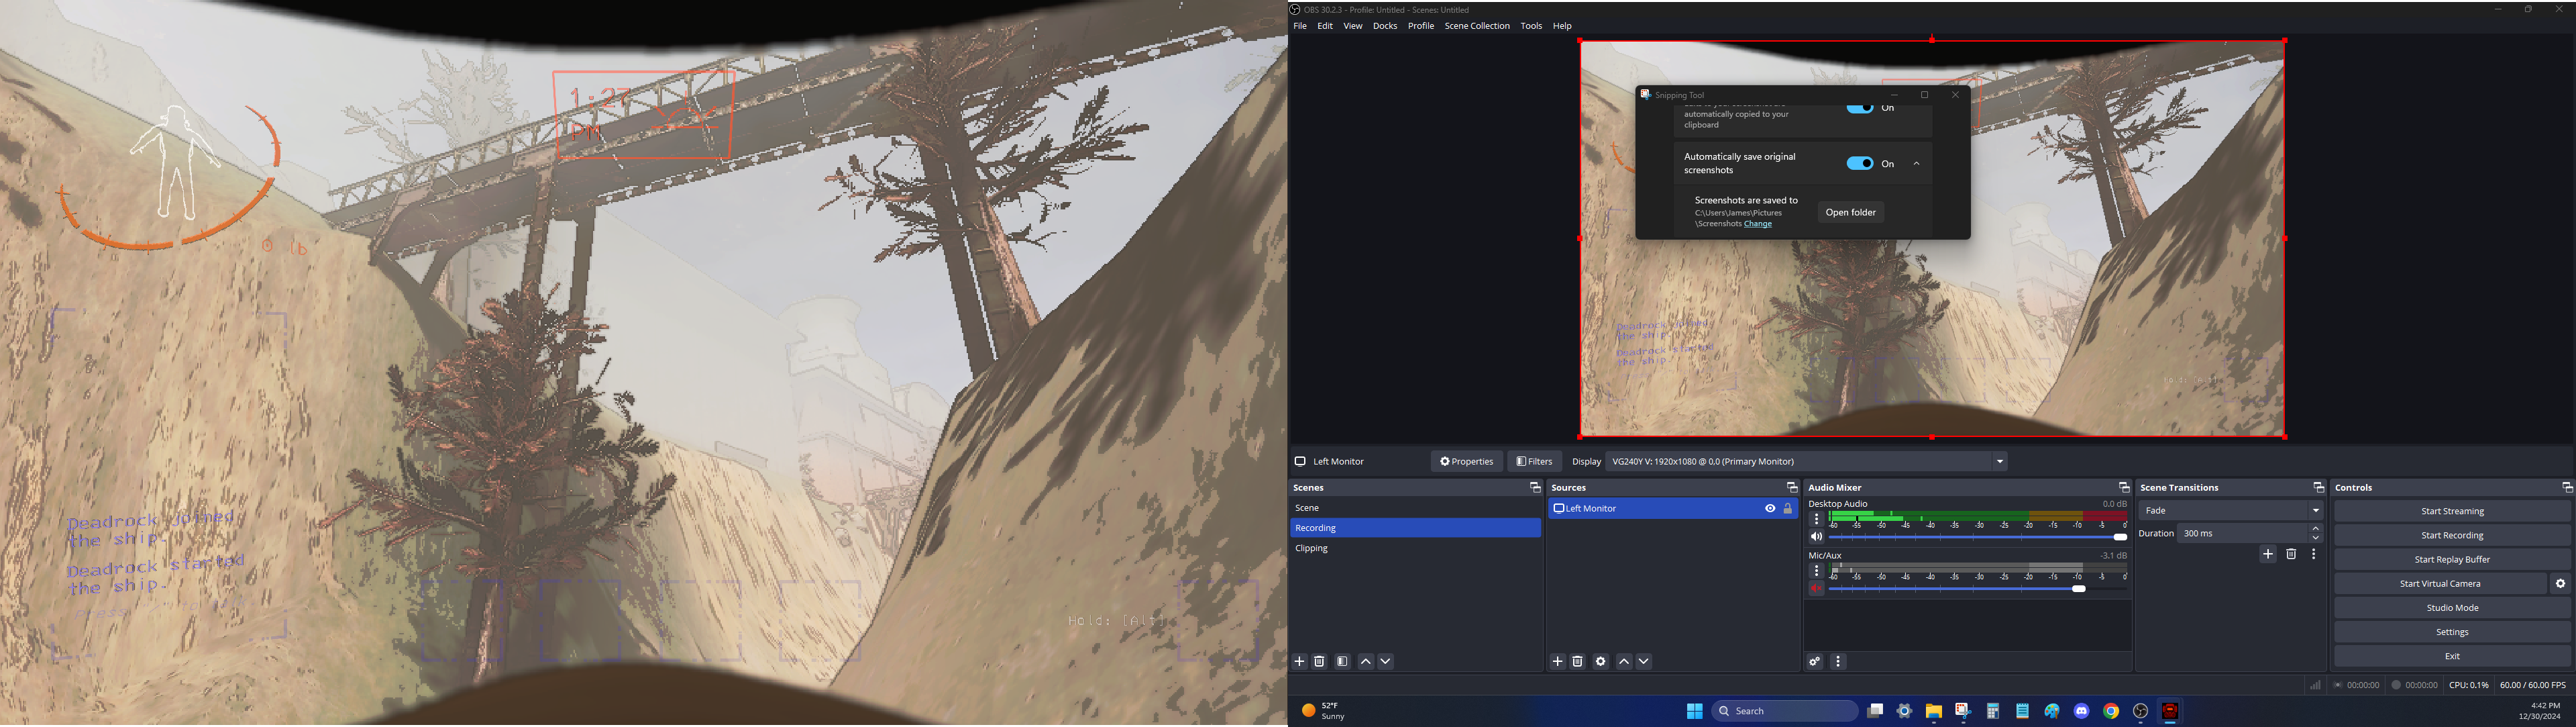 1:27
PM
0 lb
Deadrock joined
the ship.
Deadrock started
the ship.
Hold: [Alt]
OBS 30.2.3 - Profile: Untitled - Scenes: Untitled
File Edit View Docks Profile Scene Collection Tools Help
Snipping Tool
automatically copied to your
clipboard
On
Automatically save original
screenshots
On
Screenshots are saved to
C:\Users\James\Pictures
\Screenshots Change
Open folder
Deadrock joined
the ship.
Deadrock started
the ship.
Hold: [Alt]
Left Monitor
Properties
Filters
Display
VG240Y V: 1920x1080 @ 0,0 (Primary Monitor)
Scenes
Scene
Recording
Clipping
Sources
Left Monitor
Audio Mixer
Desktop Audio
0.0 dB
-60 -55 -50 -45 -40 -35 -30 -25 -20 -15 -10 -5 0
Mic/Aux
-3.1 dB
-60 -55 -50 -45 -40 -35 -30 -25 -20 -15 -10 -5 0
Scene Transitions
Fade
Duration
300 ms
Controls
Start Streaming
Start Recording
Start Replay Buffer
Start Virtual Camera
Studio Mode
Settings
Exit
00:00:00
00:00:00
CPU: 0.1%
60.00 / 60.00 FPS
52°F
Sunny
Search
4:42 PM
12/30/2024